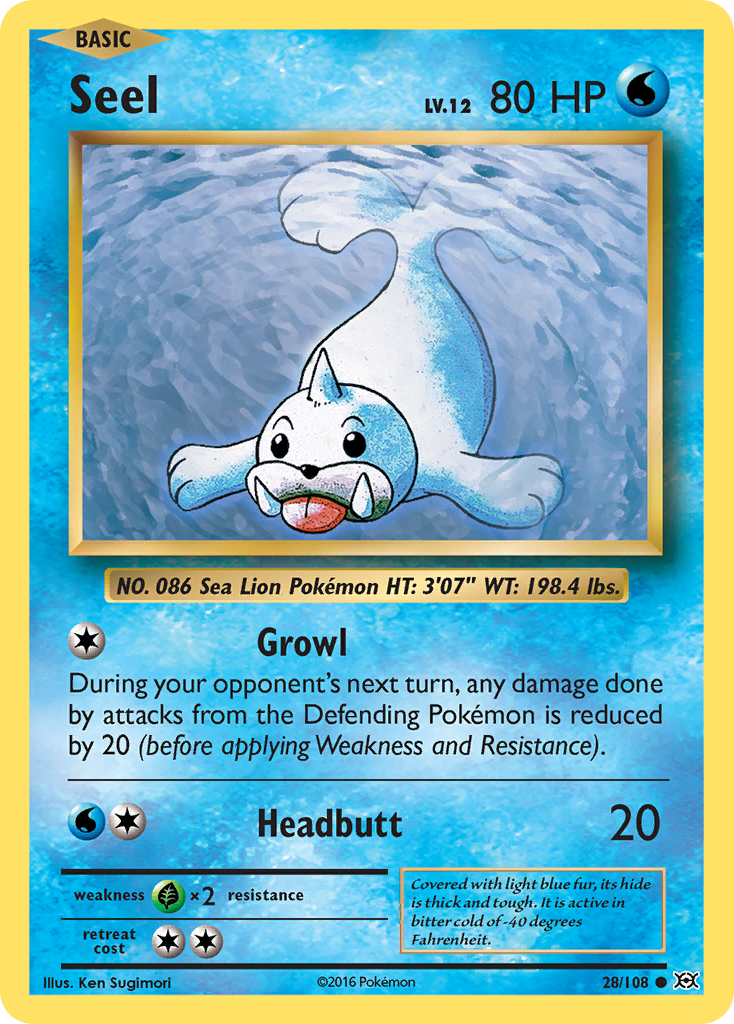 BASIC
Seel LV.12 80 HP
NO. 086 Sea Lion Pokémon HT: 3'07" WT: 198.4 lbs.
Growl
During your opponent's next turn, any damage done
by attacks from the Defending Pokémon is reduced
by 20 (before applying Weakness and Resistance).
Headbutt 20
weakness ×2 resistance
retreat
cost
Covered with light blue fur, its hide
is thick and tough. It is active in
bitter cold of -40 degrees
Fahrenheit.
Illus. Ken Sugimori ©2016 Pokémon 28/108